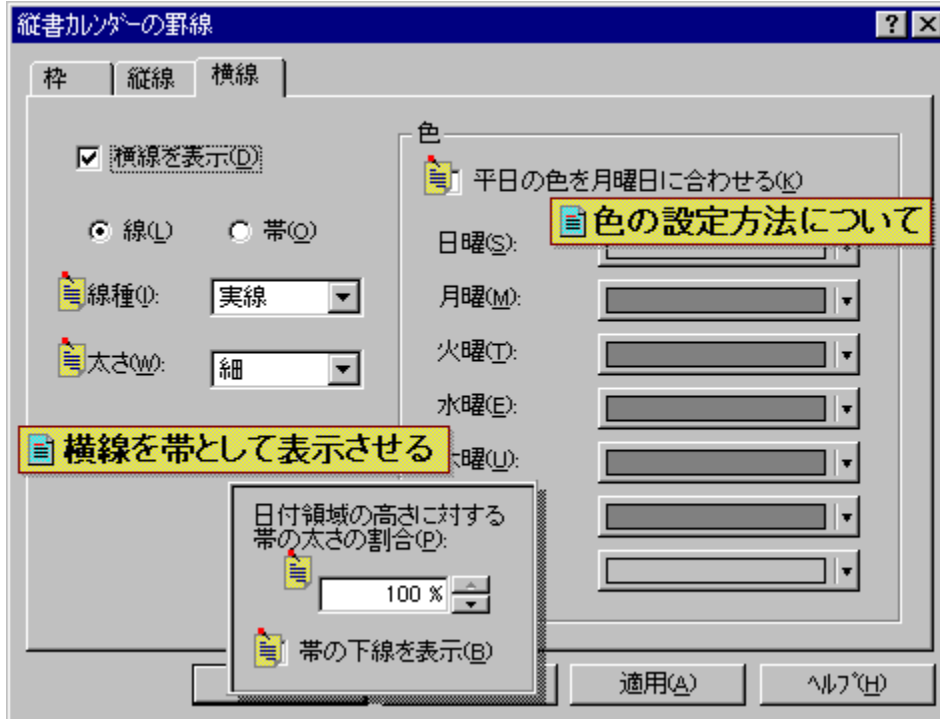 縦書カレンダーの罫線
枠
縦線
横線
横線を表示(D)
線(L)
帯(O)
線種(I):
実線
太さ(W):
細
横線を帯として表示させる
色
平日の色を月曜日に合わせる(K)
色の設定方法について
日曜(S):
月曜(M):
火曜(T):
水曜(E):
曜(U):
日付領域の高さに対する
帯の太さの割合(P):
100 %
帯の下線を表示(B)
適用(A)
ヘルプ(H)